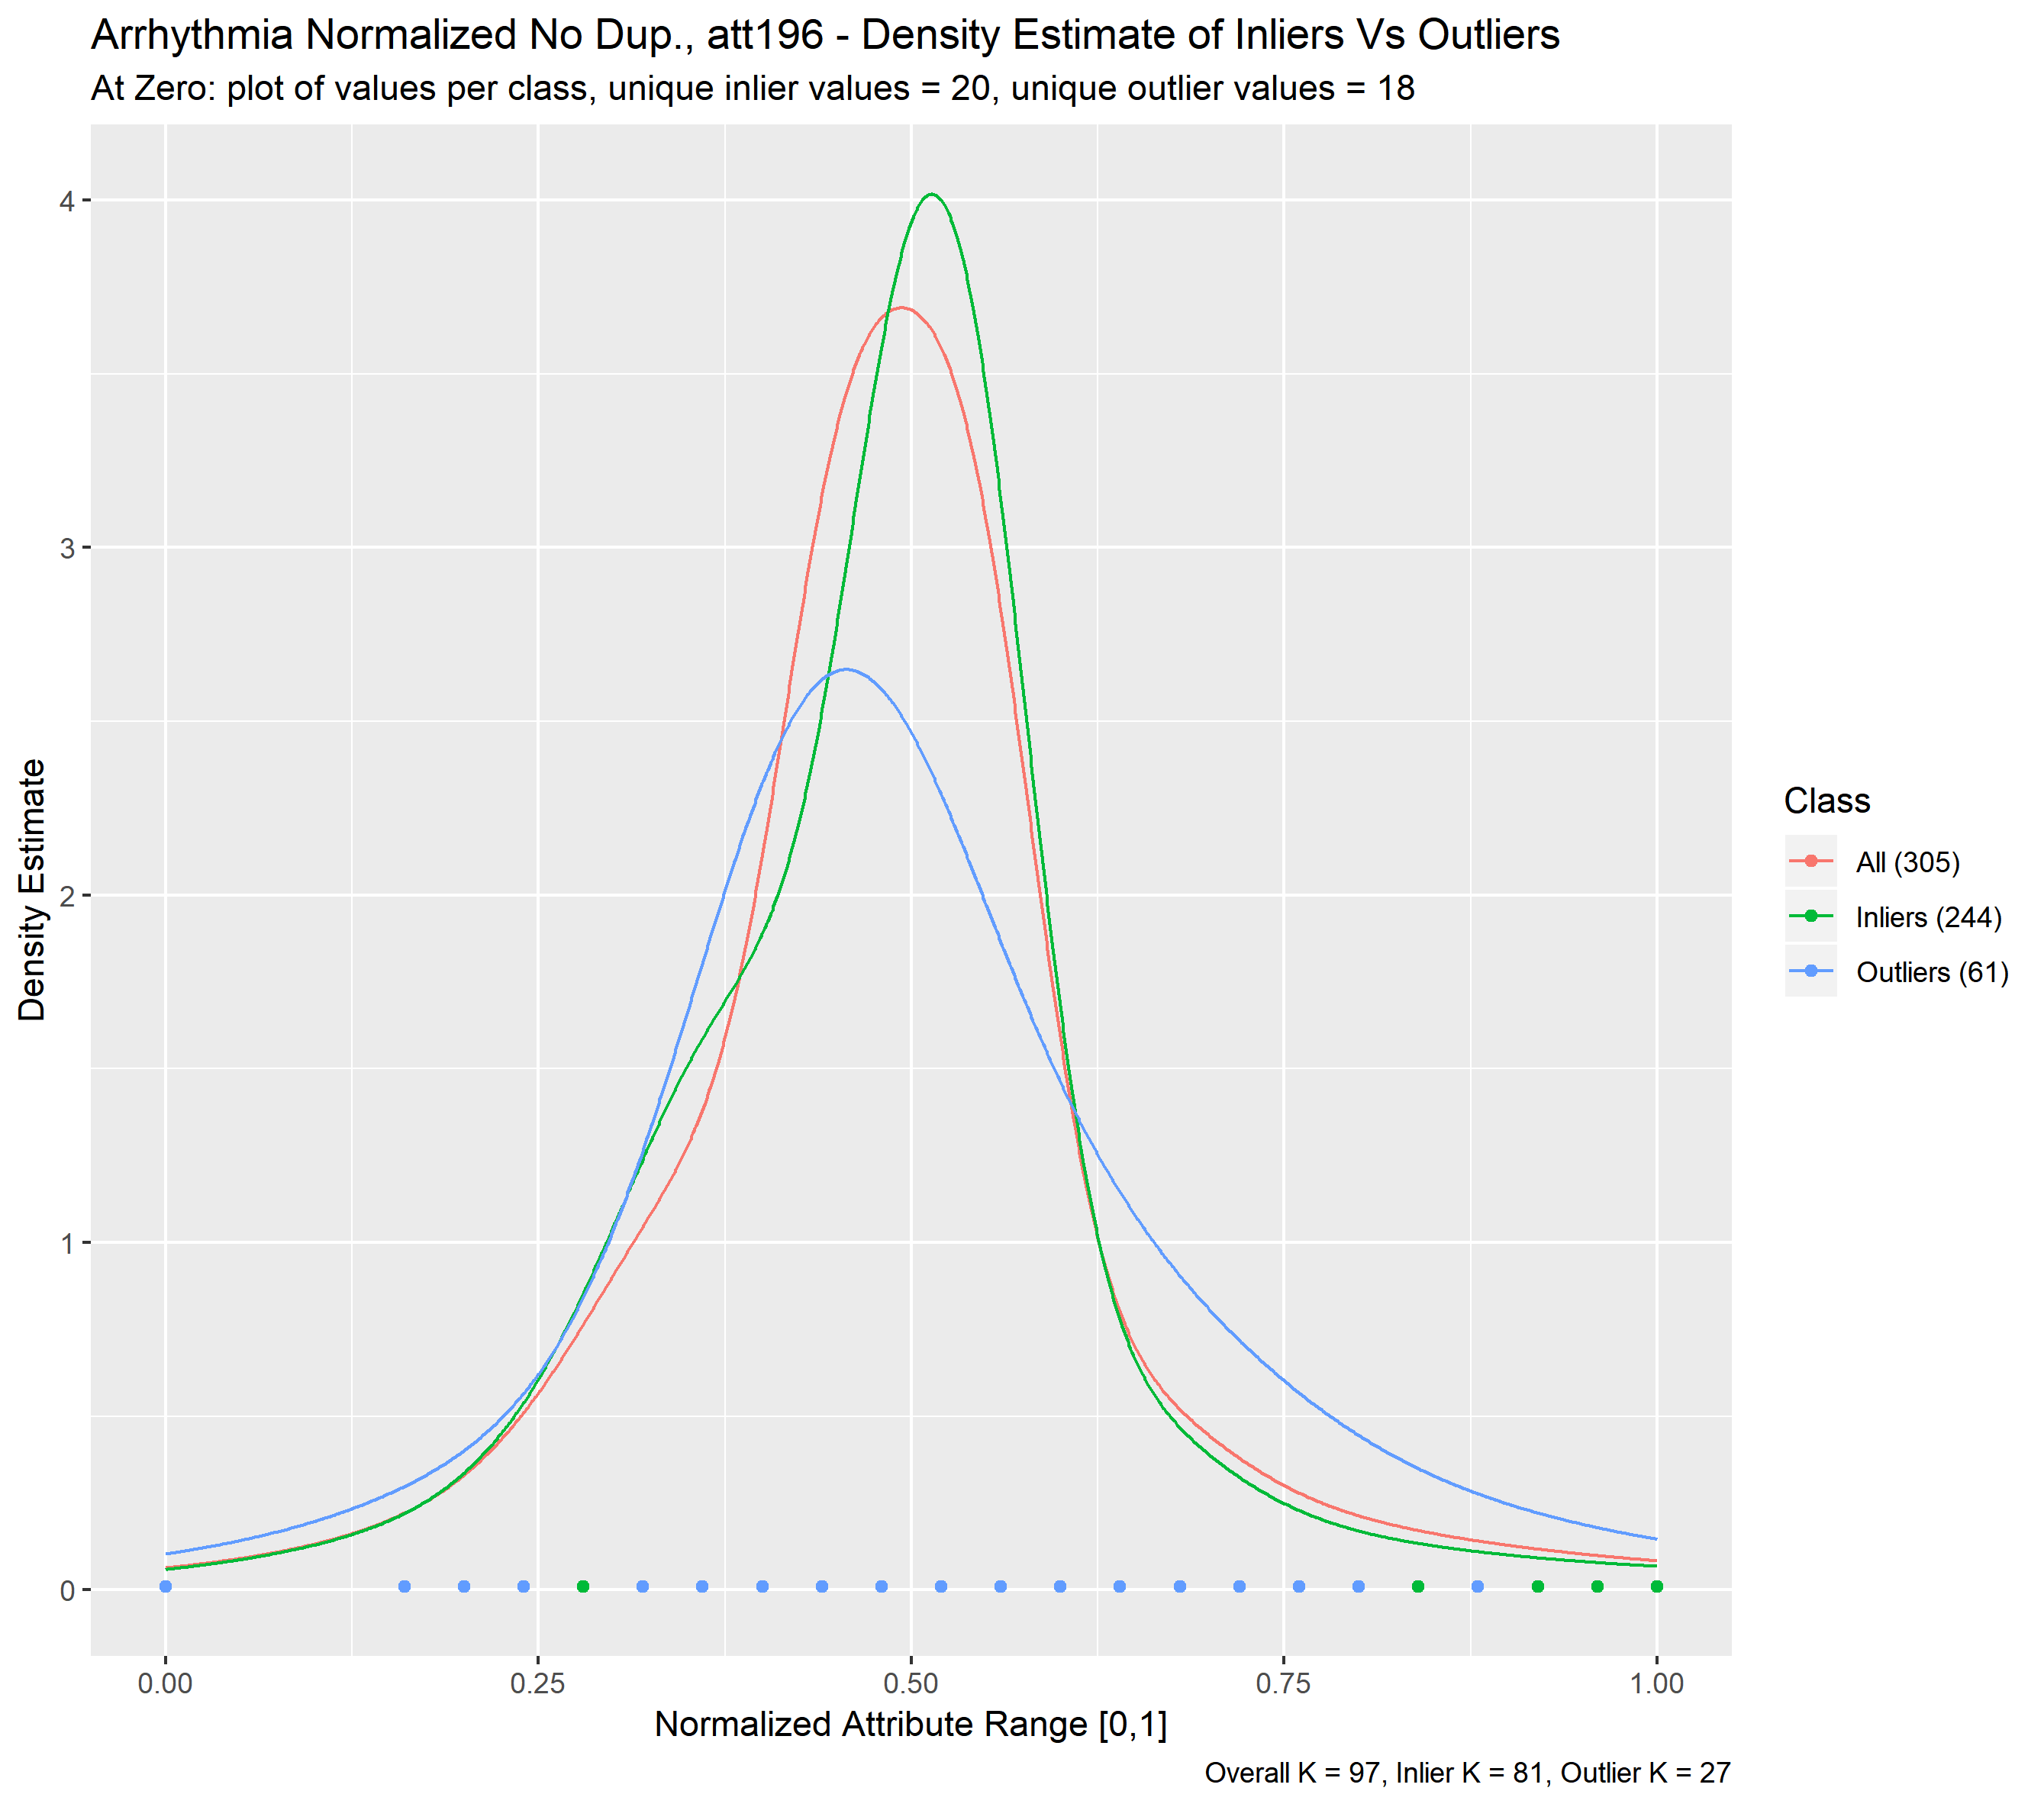 Arrhythmia Normalized No Dup., att196 - Density Estimate of Inliers Vs Outliers
At Zero: plot of values per class, unique inlier values = 20, unique outlier values = 18
4
3
2
1
0
Density Estimate
0.00 0.25 0.50 0.75 1.00
Normalized Attribute Range [0,1]
Class
All (305)
Inliers (244)
Outliers (61)
Overall K = 97, Inlier K = 81, Outlier K = 27